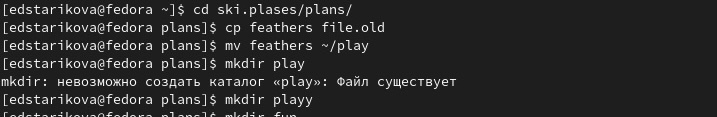 [edstarikova@fedora ~]$ cd ski.plases/plans/
[edstarikova@fedora plans]$ cp feathers file.old
[edstarikova@fedora plans]$ mv feathers ~/play
[edstarikova@fedora plans]$ mkdir play
mkdir: невозможно создать каталог «play»: Файл существует
[edstarikova@fedora plans]$ mkdir playy
[edstarikova@fedora plans]$ mkdir fun